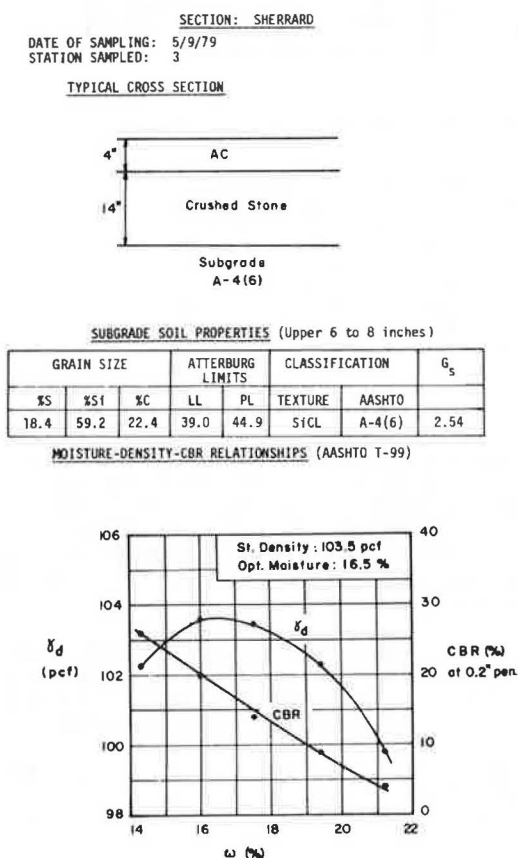 SECTION: SHERRARD
DATE OF SAMPLING: 5/9/79
STATION SAMPLED: 3
TYPICAL CROSS SECTION
4"
AC
14"
Crushed Stone
Subgrade
A-4(6)
SUBGRADE SOIL PROPERTIES (Upper 6 to 8 inches)
GRAIN SIZE ATTERBURG LIMITS CLASSIFICATION Gs
%S %Si %C LL PL TEXTURE AASHTO
18.4 59.2 22.4 39.0 44.9 SiCL A-4(6) 2.54
MOISTURE-DENSITY-CBR RELATIONSHIPS (AASHTO T-99)
St. Density : 103.5 pcf
Opt. Moisture : 16.5 %
106
104
102
100
98
γd
(pcf)
γd
CBR
40
30
20
10
0
CBR (%)
at 0.2" pen.
14 16 18 20 22
ω (%)